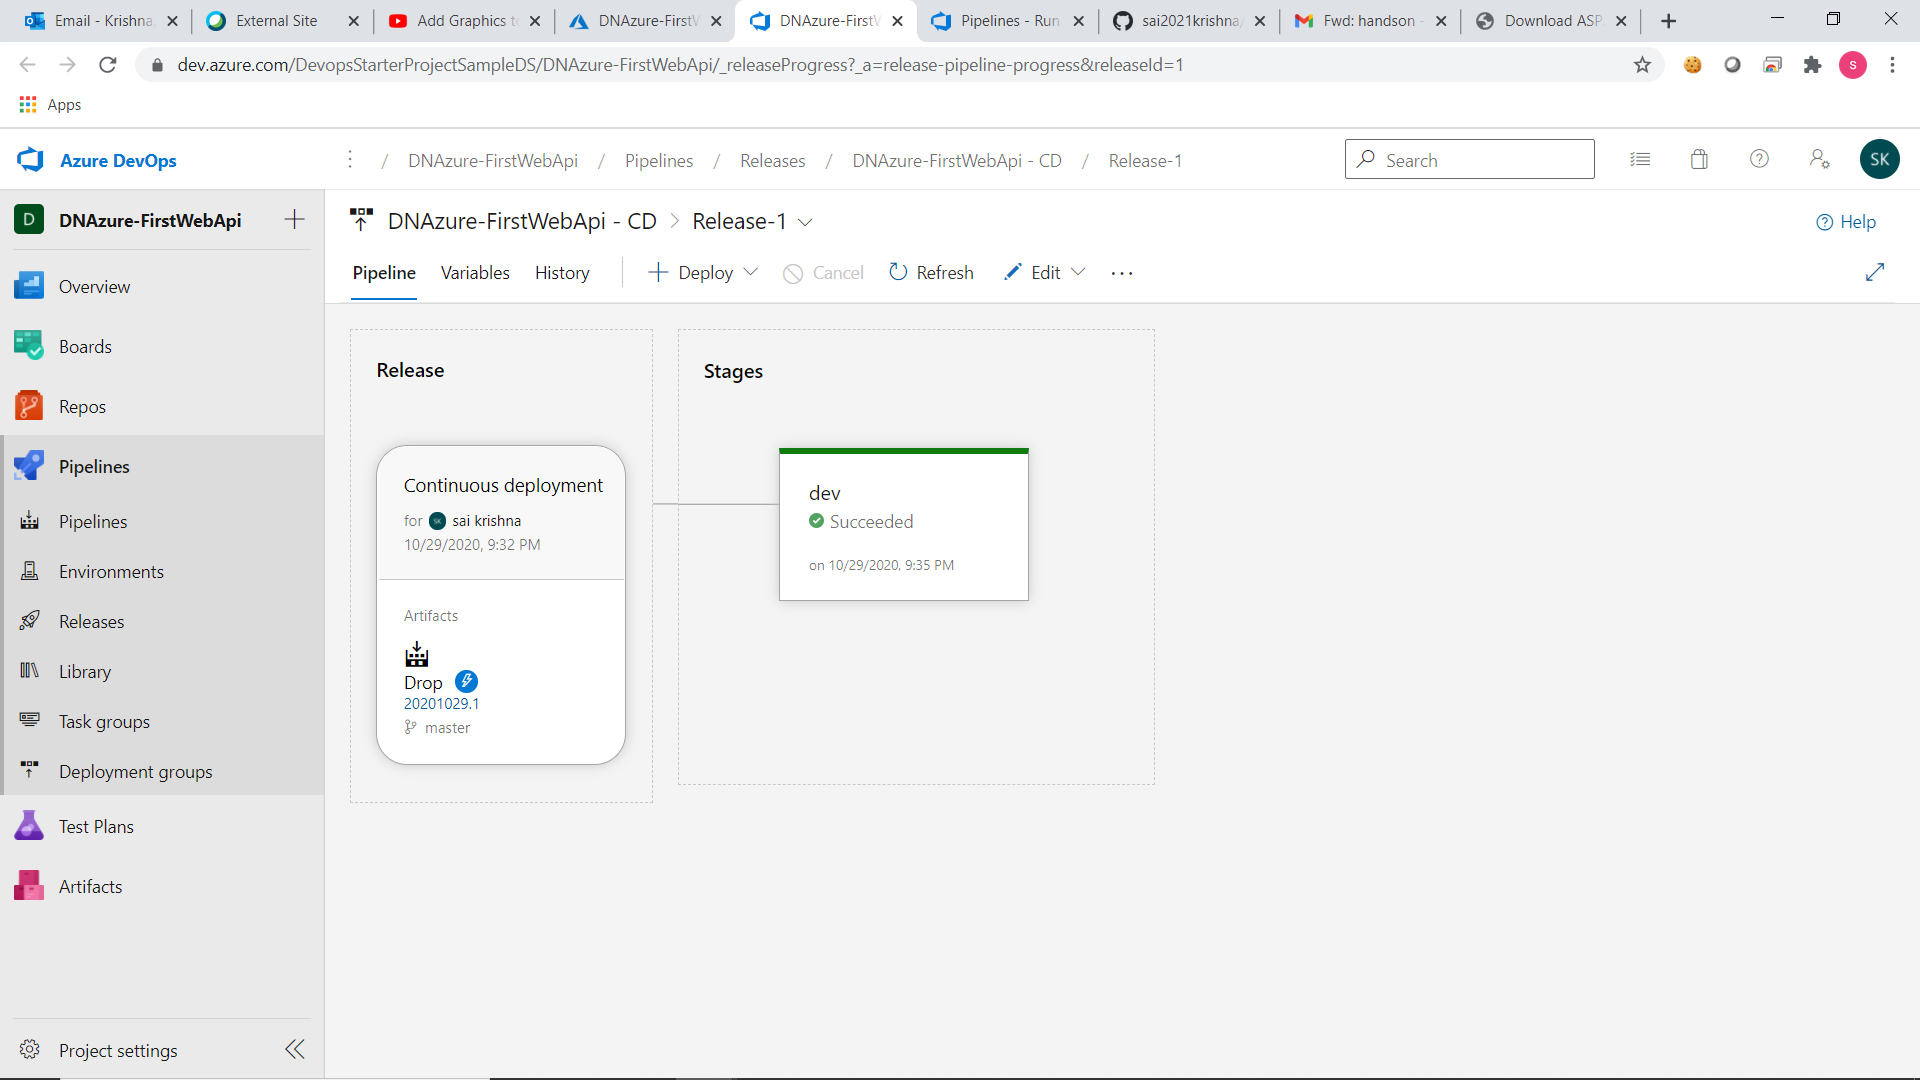 Email - Krishna,
External Site
Add Graphics to
DNAzure-FirstW
DNAzure-FirstW
Pipelines - Run
sai2021krishna/
Fwd: handson -
Download ASP.
dev.azure.com/DevopsStarterProjectSampleDS/DNAzure-FirstWebApi/_releaseProgress?_a=release-pipeline-progress&releaseId=1
S
Apps
Azure DevOps
/ DNAzure-FirstWebApi / Pipelines / Releases / DNAzure-FirstWebApi - CD / Release-1
Search
SK
D DNAzure-FirstWebApi
DNAzure-FirstWebApi - CD > Release-1
Help
Pipeline
Variables
History
Deploy
Cancel
Refresh
Edit
Overview
Boards
Repos
Pipelines
Pipelines
Environments
Releases
Library
Task groups
Deployment groups
Test Plans
Artifacts
Project settings
Release
Continuous deployment
for SK sai krishna
10/29/2020, 9:32 PM
Artifacts
Drop
20201029.1
master
Stages
dev
Succeeded
on 10/29/2020, 9:35 PM